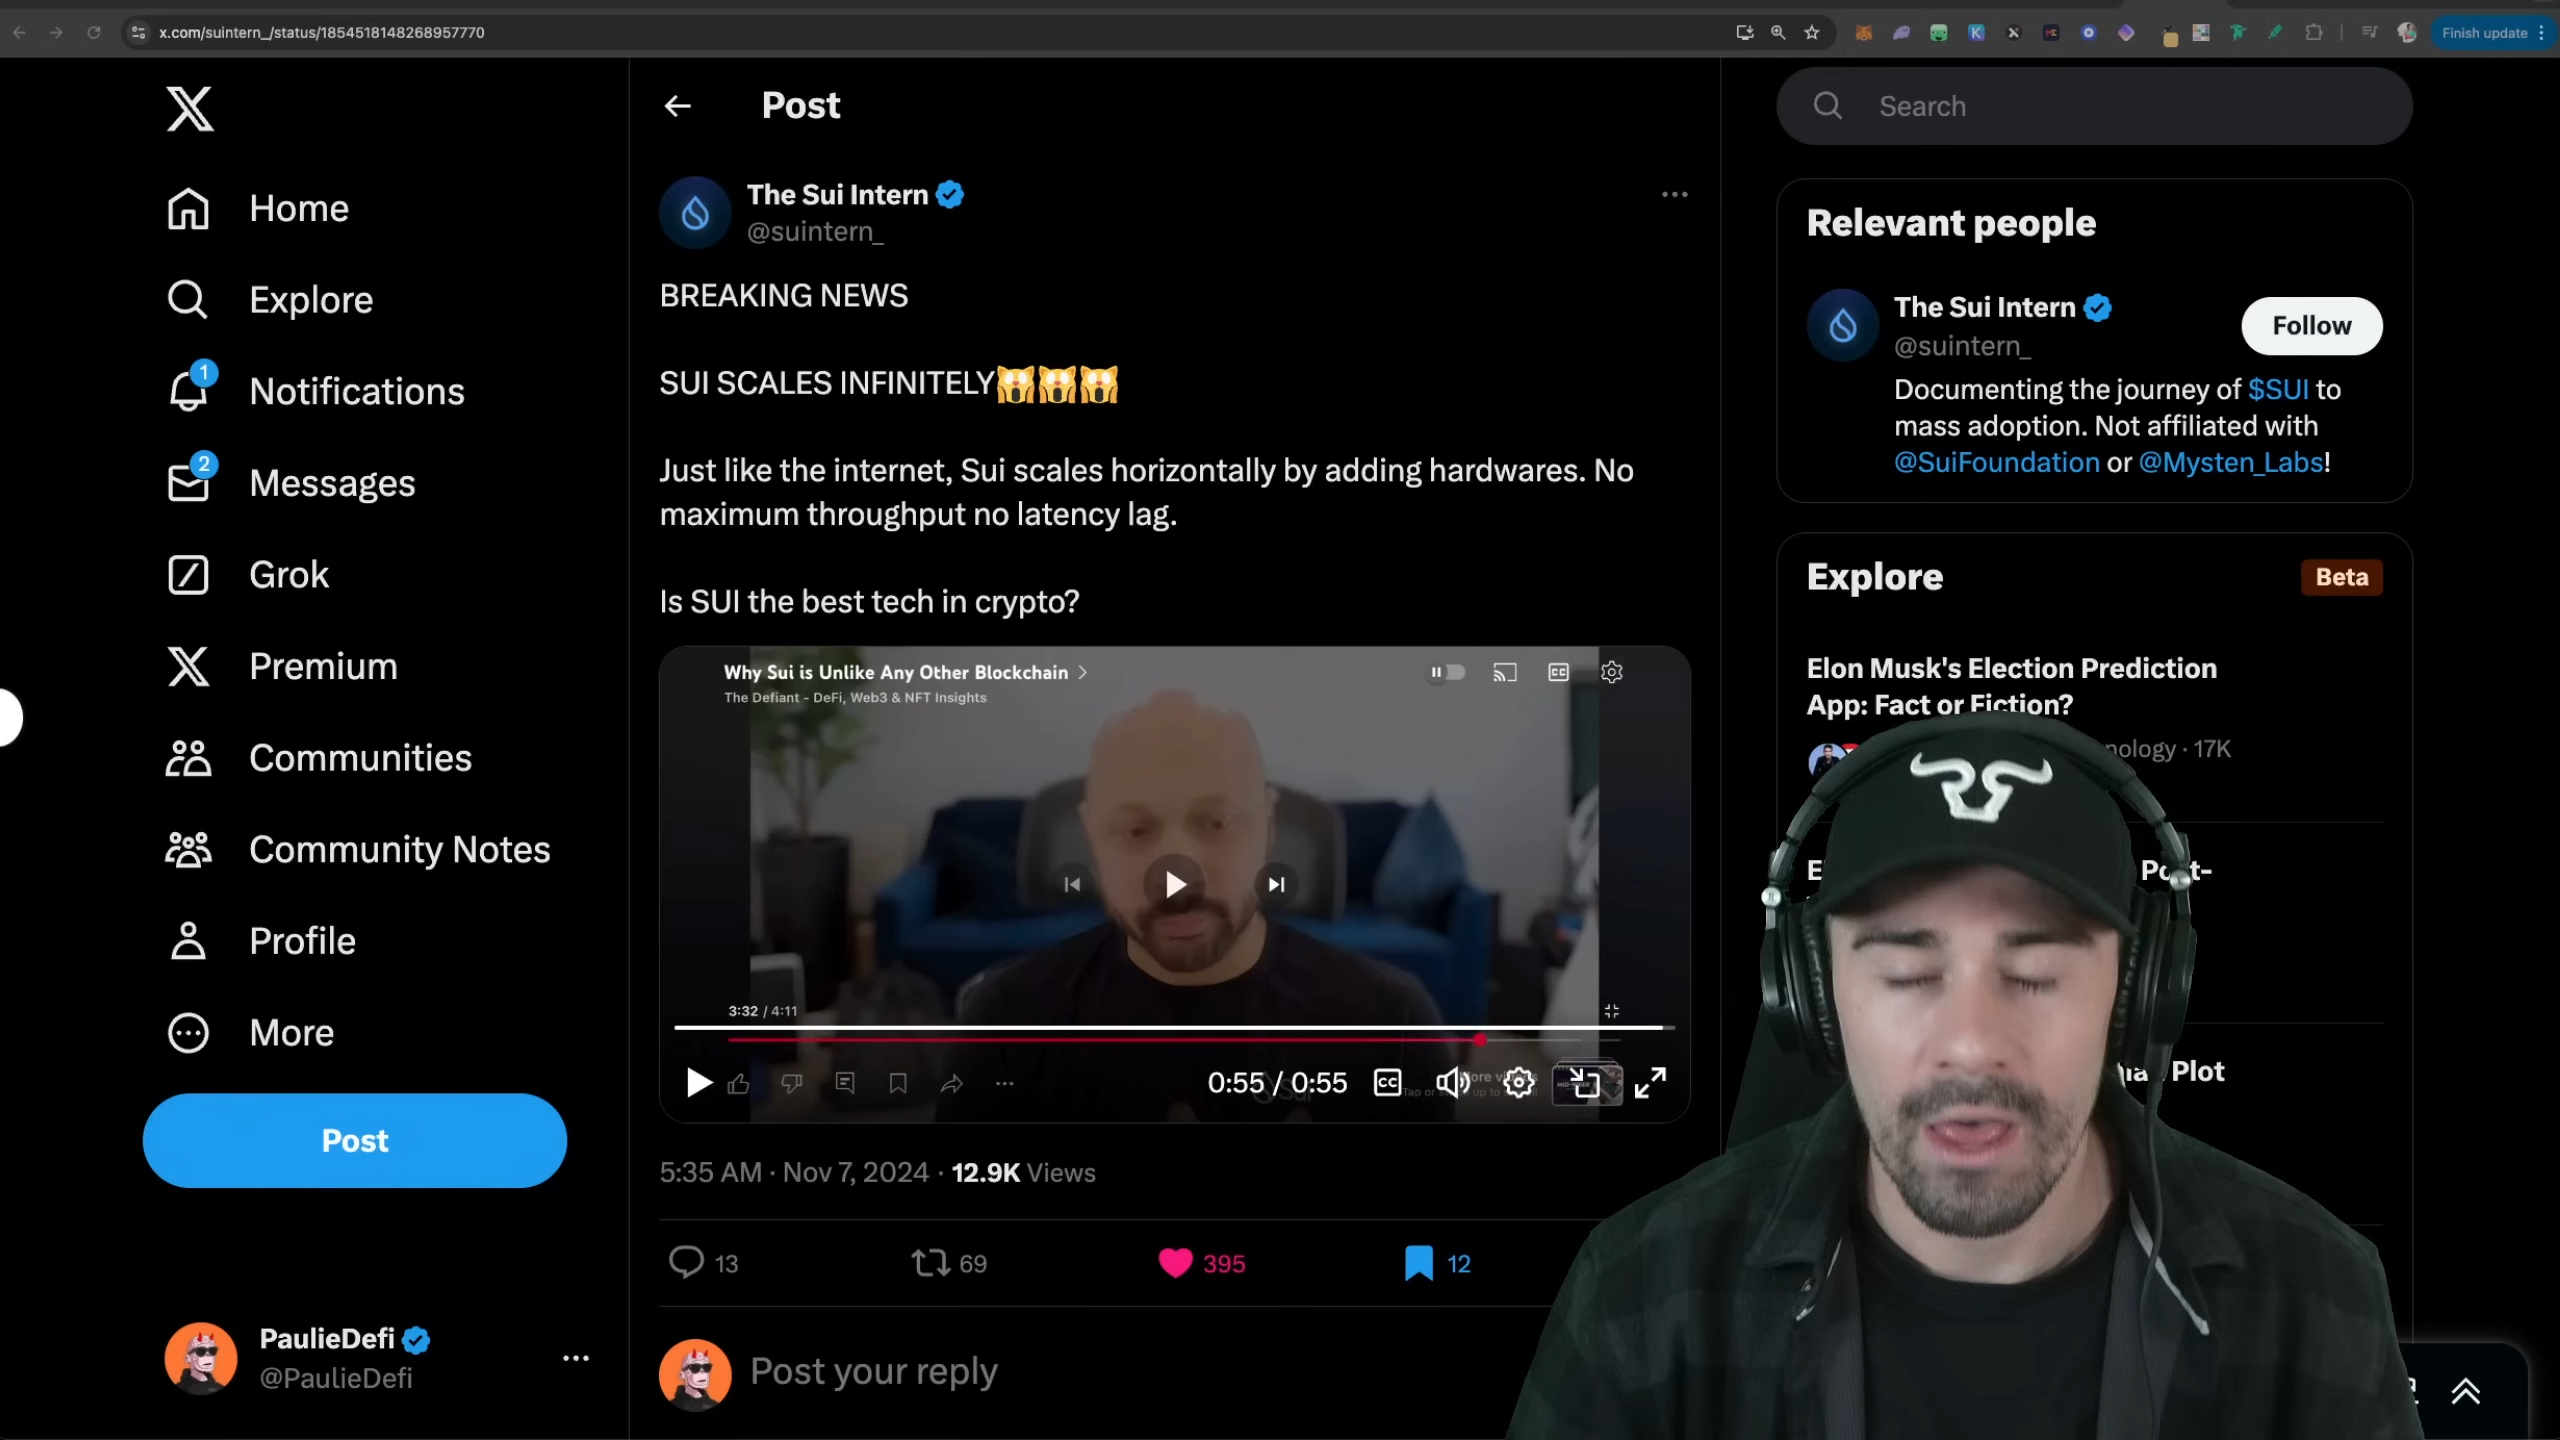 x.com/suintern_/status/1854518148268957770
Finish update
Home
Explore
1
Notifications
2
Messages
Grok
Premium
Communities
Community Notes
Profile
More
Post
PaulieDefi
@PaulieDefi
Post
The Sui Intern
@suintern_
BREAKING NEWS
SUI SCALES INFINITELY
Just like the internet, Sui scales horizontally by adding hardwares. No
maximum throughput no latency lag.
Is SUI the best tech in crypto?
Why Sui is Unlike Any Other Blockchain
The Defiant - DeFi, Web3 & NFT Insights
3:32 / 4:11
0:55 / 0:55
5:35 AM · Nov 7, 2024 · 12.9K Views
13
69
395
12
Post your reply
Search
Relevant people
The Sui Intern
@suintern_
Follow
Documenting the journey of $SUI to
mass adoption. Not affiliated with
@SuiFoundation or @Mysten_Labs!
Explore
Beta
Elon Musk's Election Prediction
App: Fact or Fiction?
· 17K
Plot